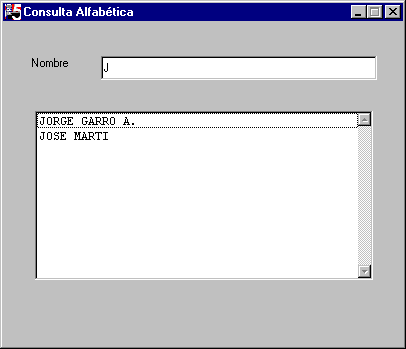 Consulta Alfabética
Nombre
J
JORGE GARRO A.
JOSE MARTI